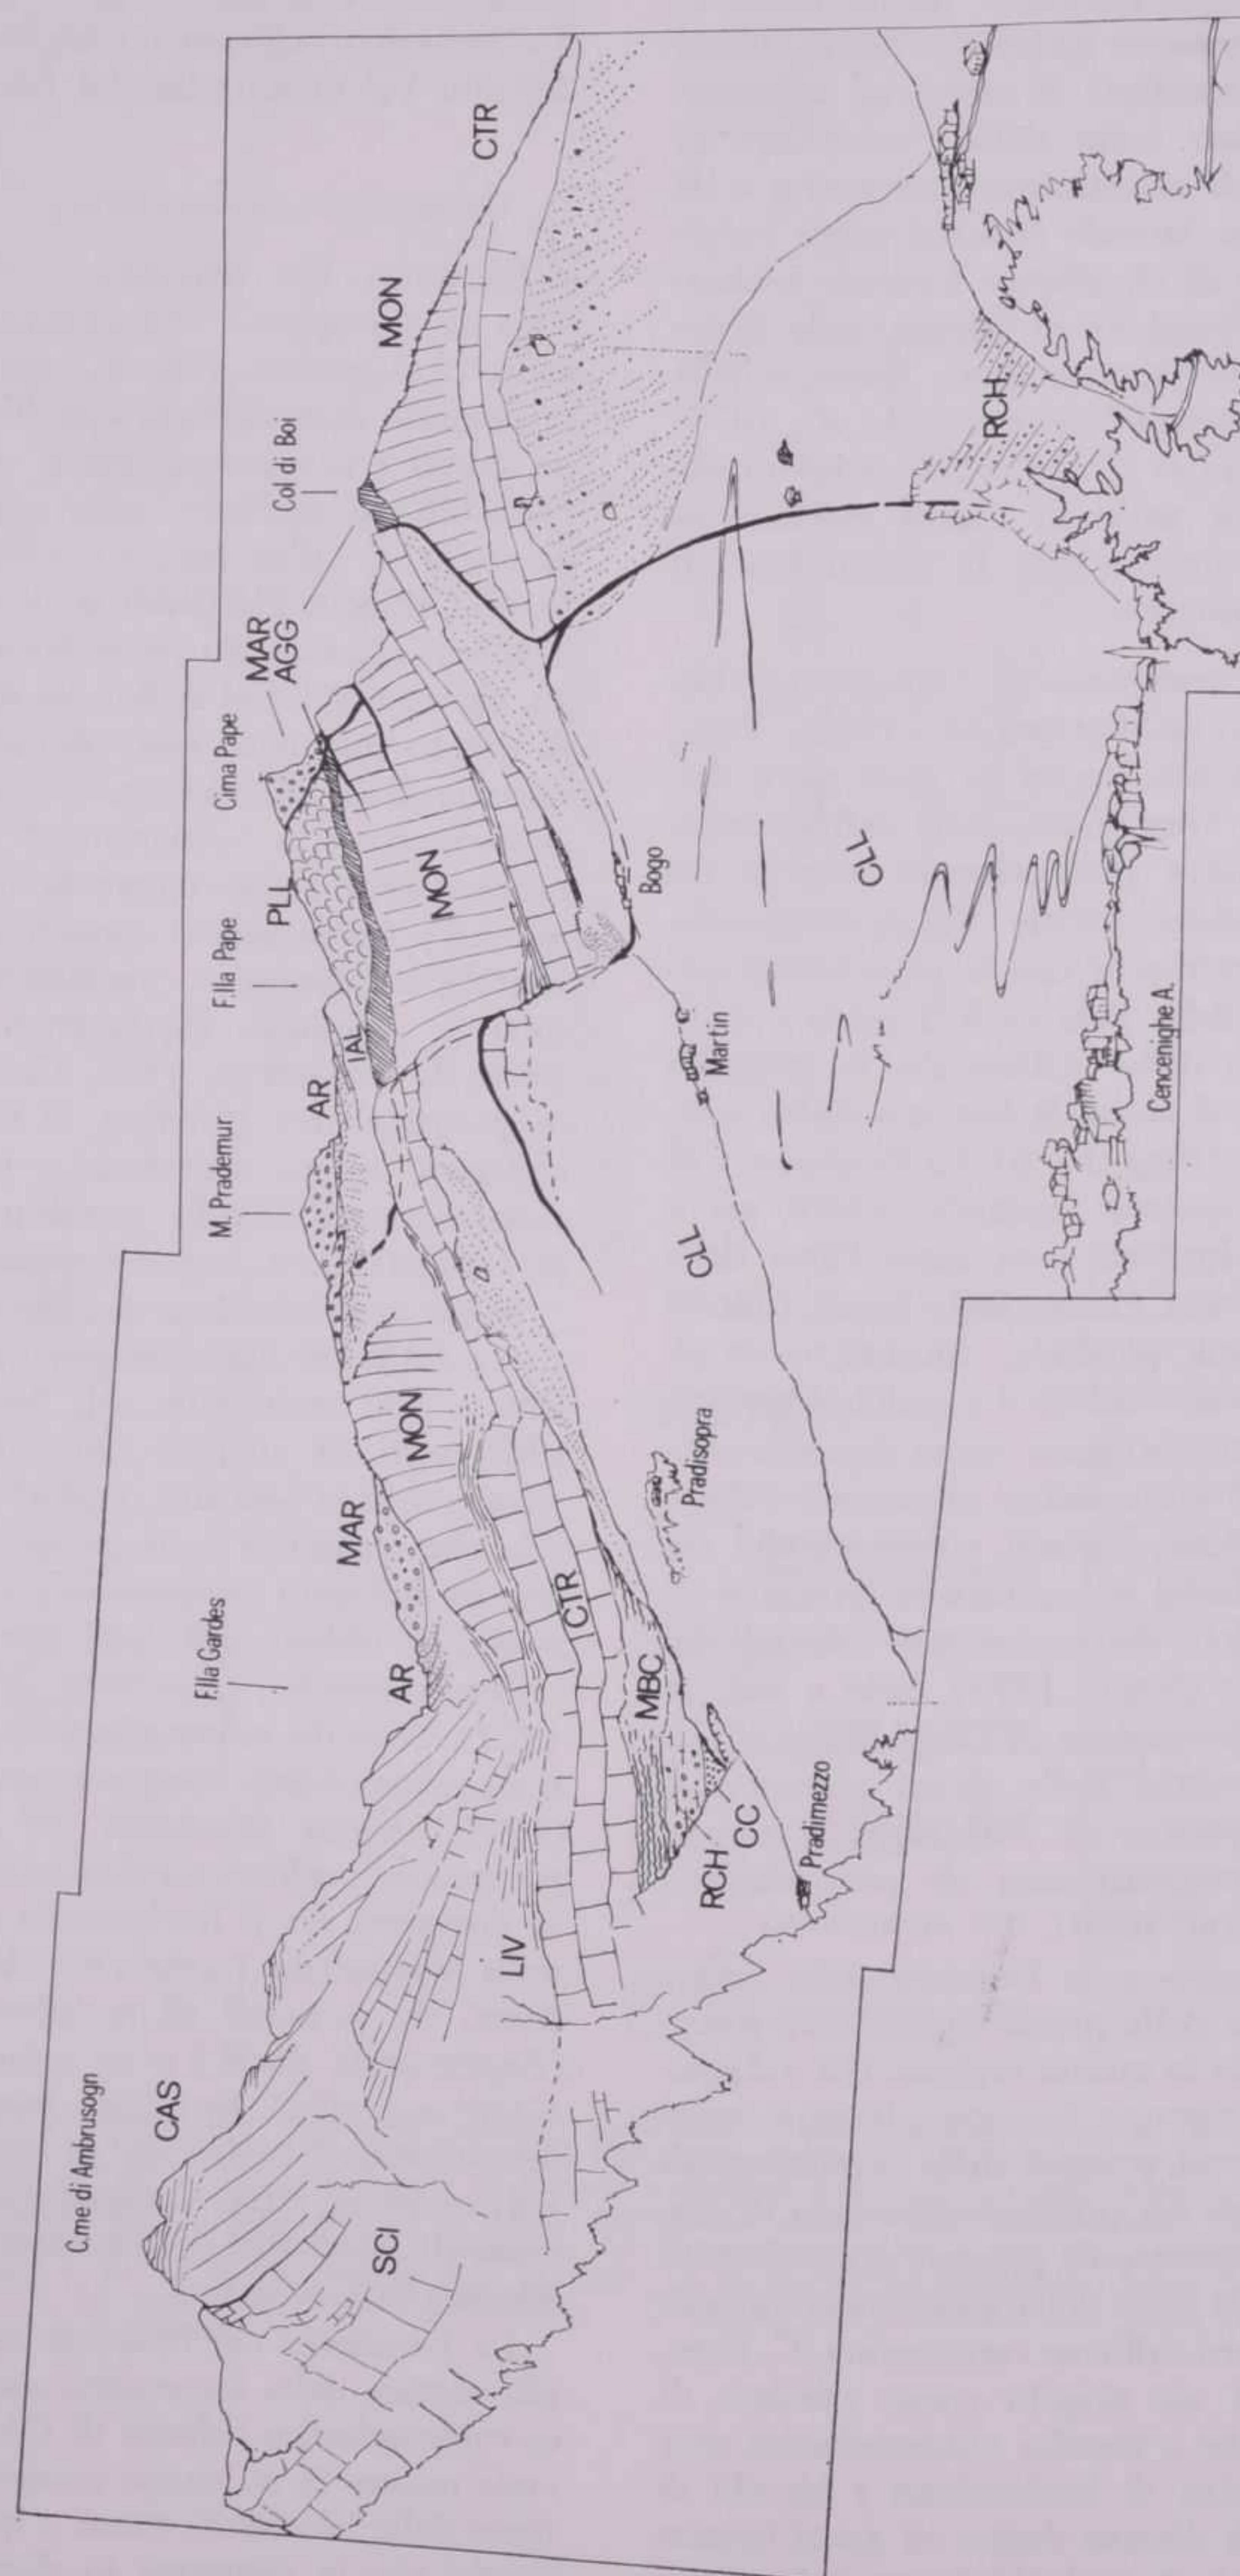 C.me di Ambrusogn
F.lla Gardes
M. Prademur
F.lla Pape
Cima Pape
Col di Boi
CAS
SCI
LIV
AR
MAR
MON
CTR
MBC
RCH
CC
Pradimezzo
Pradisopra
AR
IAL
PLL
MAR
AGG
MON
MON
CTR
Bogo
Martin
CLL
CLL
RCH
Cencenighe A.